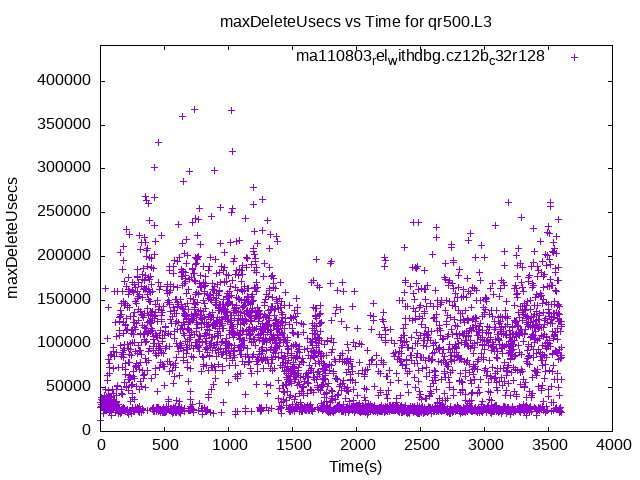 maxDeleteUsecs vs Time for qr500.L3
ma110803relwithdbg.cz12bc32r128
400000
350000
300000
250000
200000
150000
100000
50000
0
maxDeleteUsecs
0 500 1000 1500 2000 2500 3000 3500 4000
Time(s)